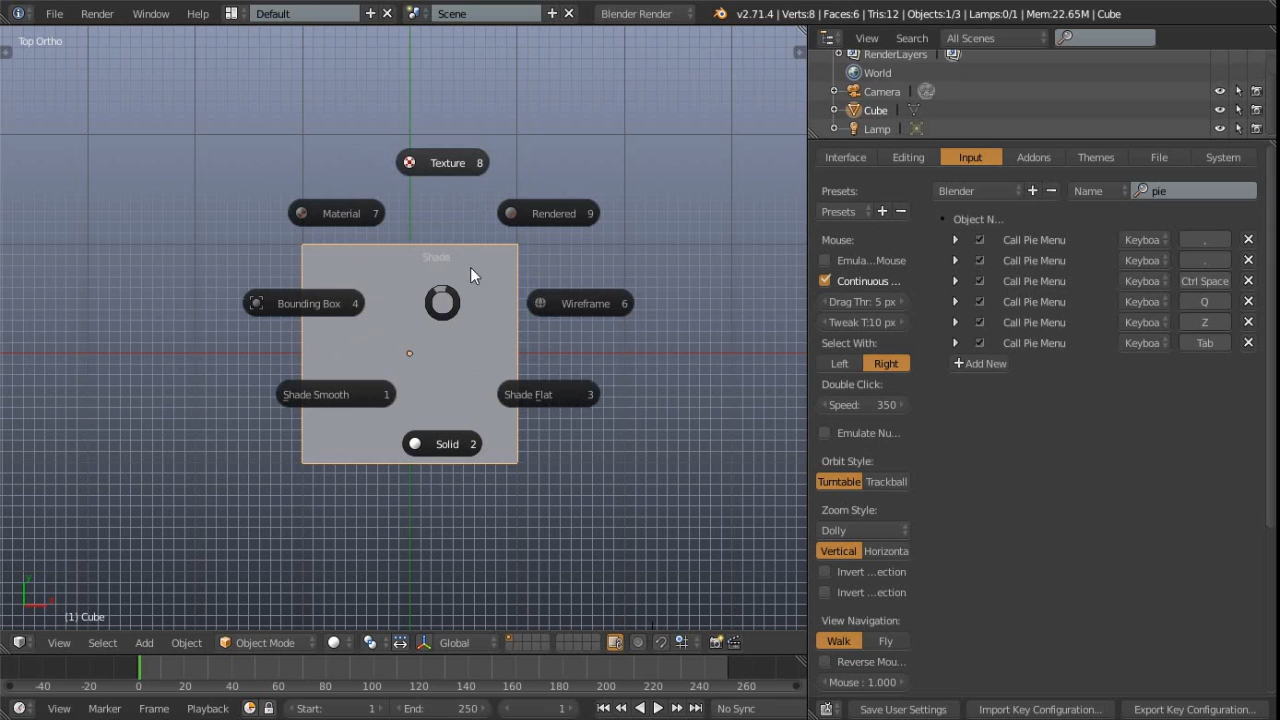 File Render Window Help Default Scene Blender Render v2.71.4 | Verts:8 | Faces:6 | Tris:12 | Objects:1/3 | Lamps:0/1 | Mem:22.65M | Cube
Top Ortho
View Search All Scenes
RenderLayers
World
Camera
Cube
Lamp
Texture 8
Material 7
Rendered 9
Shade
Bounding Box 4
Wireframe 6
Shade Smooth 1
Shade Flat 3
Solid 2
y
x
(1) Cube
View Select Add Object Object Mode Global
-40 -20 0 20 40 60 80 100 120 140 160 180 200 220 240 260
View Marker Frame Playback Start: 1 End: 250 1 No Sync
Interface Editing Input Addons Themes File System
Presets:
Presets
Mouse:
Emula...Mouse
Continuous ...
Drag Thr: 5 px
Tweak T:10 px
Select With:
Left Right
Double Click:
Speed: 350
Emulate Nu...
Orbit Style:
Turntable Trackball
Zoom Style:
Dolly
Vertical Horizonta
Invert ...ection
Invert ...ection
View Navigation:
Walk Fly
Reverse Mou...
Mouse : 1.000
Blender Name pie
Object N...
Call Pie Menu Keyboa ,
Call Pie Menu Keyboa .
Call Pie Menu Keyboa Ctrl Space
Call Pie Menu Keyboa Q
Call Pie Menu Keyboa Z
Call Pie Menu Keyboa Tab
Add New
Save User Settings Import Key Configuration... Export Key Configuration...